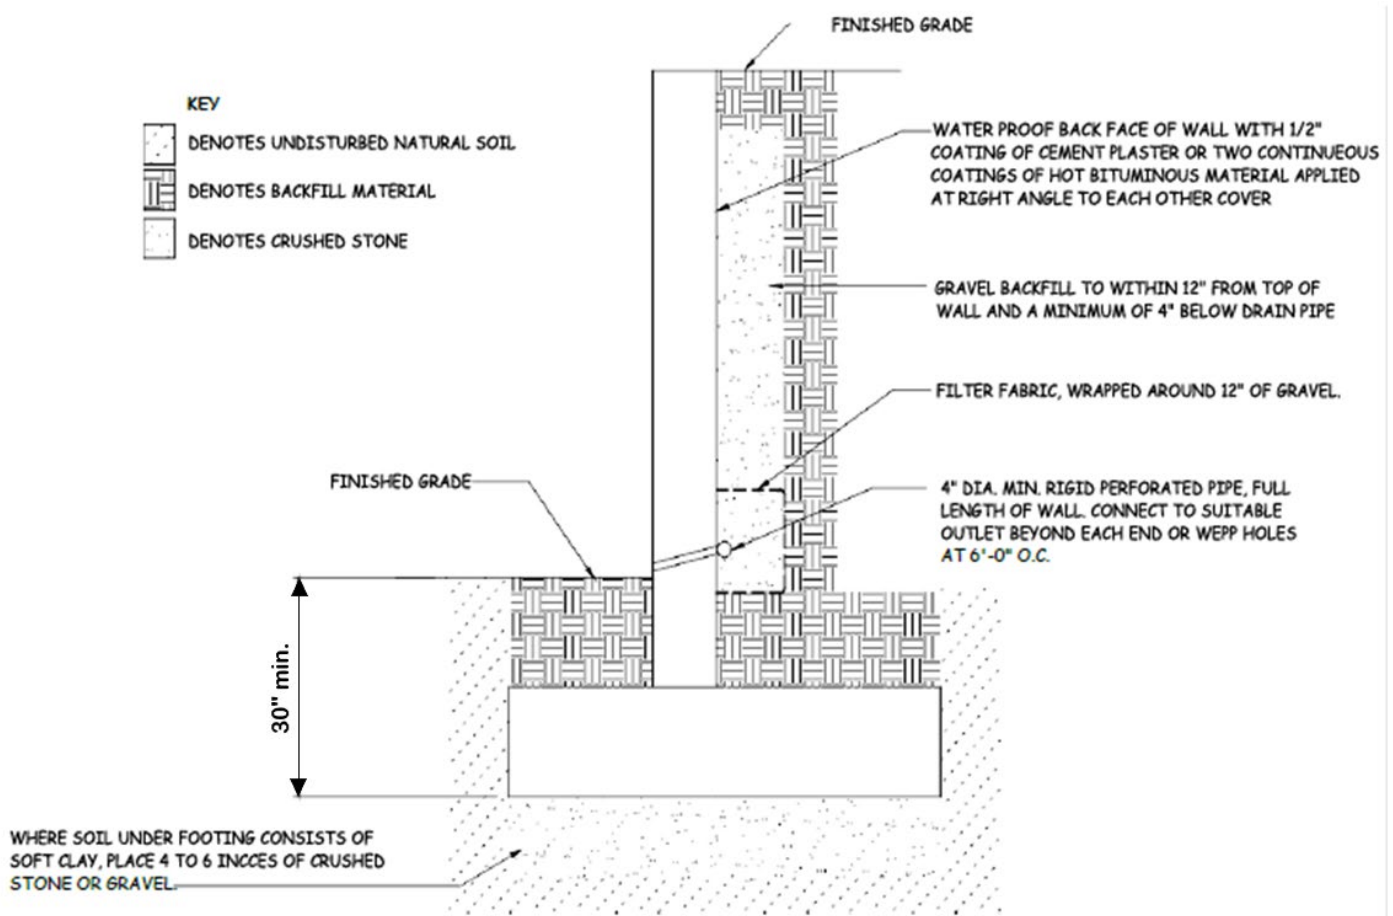 FINISHED GRADE
KEY
DENOTES UNDISTURBED NATURAL SOIL
DENOTES BACKFILL MATERIAL
DENOTES CRUSHED STONE
WATER PROOF BACK FACE OF WALL WITH 1/2"
COATING OF CEMENT PLASTER OR TWO CONTINUEOUS
COATINGS OF HOT BITUMINOUS MATERIAL APPLIED
AT RIGHT ANGLE TO EACH OTHER COVER
GRAVEL BACKFILL TO WITHIN 12" FROM TOP OF
WALL AND A MINIMUM OF 4" BELOW DRAIN PIPE
FILTER FABRIC, WRAPPED AROUND 12" OF GRAVEL.
FINISHED GRADE
4" DIA. MIN. RIGID PERFORATED PIPE, FULL
LENGTH OF WALL. CONNECT TO SUITABLE
OUTLET BEYOND EACH END OR WEPP HOLES
AT 6'-0" O.C.
30" min.
WHERE SOIL UNDER FOOTING CONSISTS OF
SOFT CLAY, PLACE 4 TO 6 INCCES OF CRUSHED
STONE OR GRAVEL.